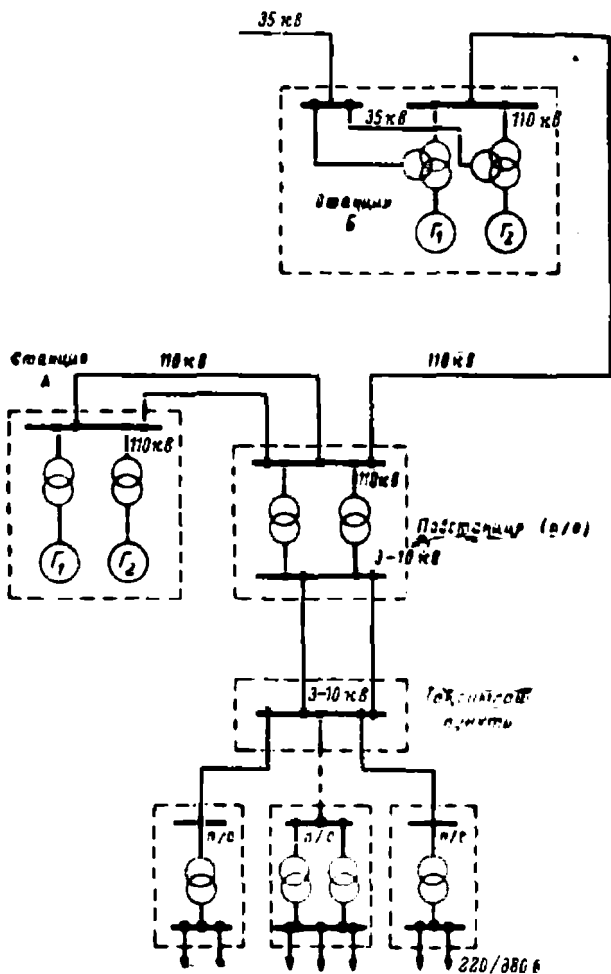 35 кв
35 кв
110 кв
Станция
Б
Г₁
Г₂
Станция
А
110 кв
110 кв
110 кв
110 кв
Г₁
Г₂
Подстанция (п/с)
3-10 кв
3-10 кв
пункты
п/с
п/с
п/с
220/380 в